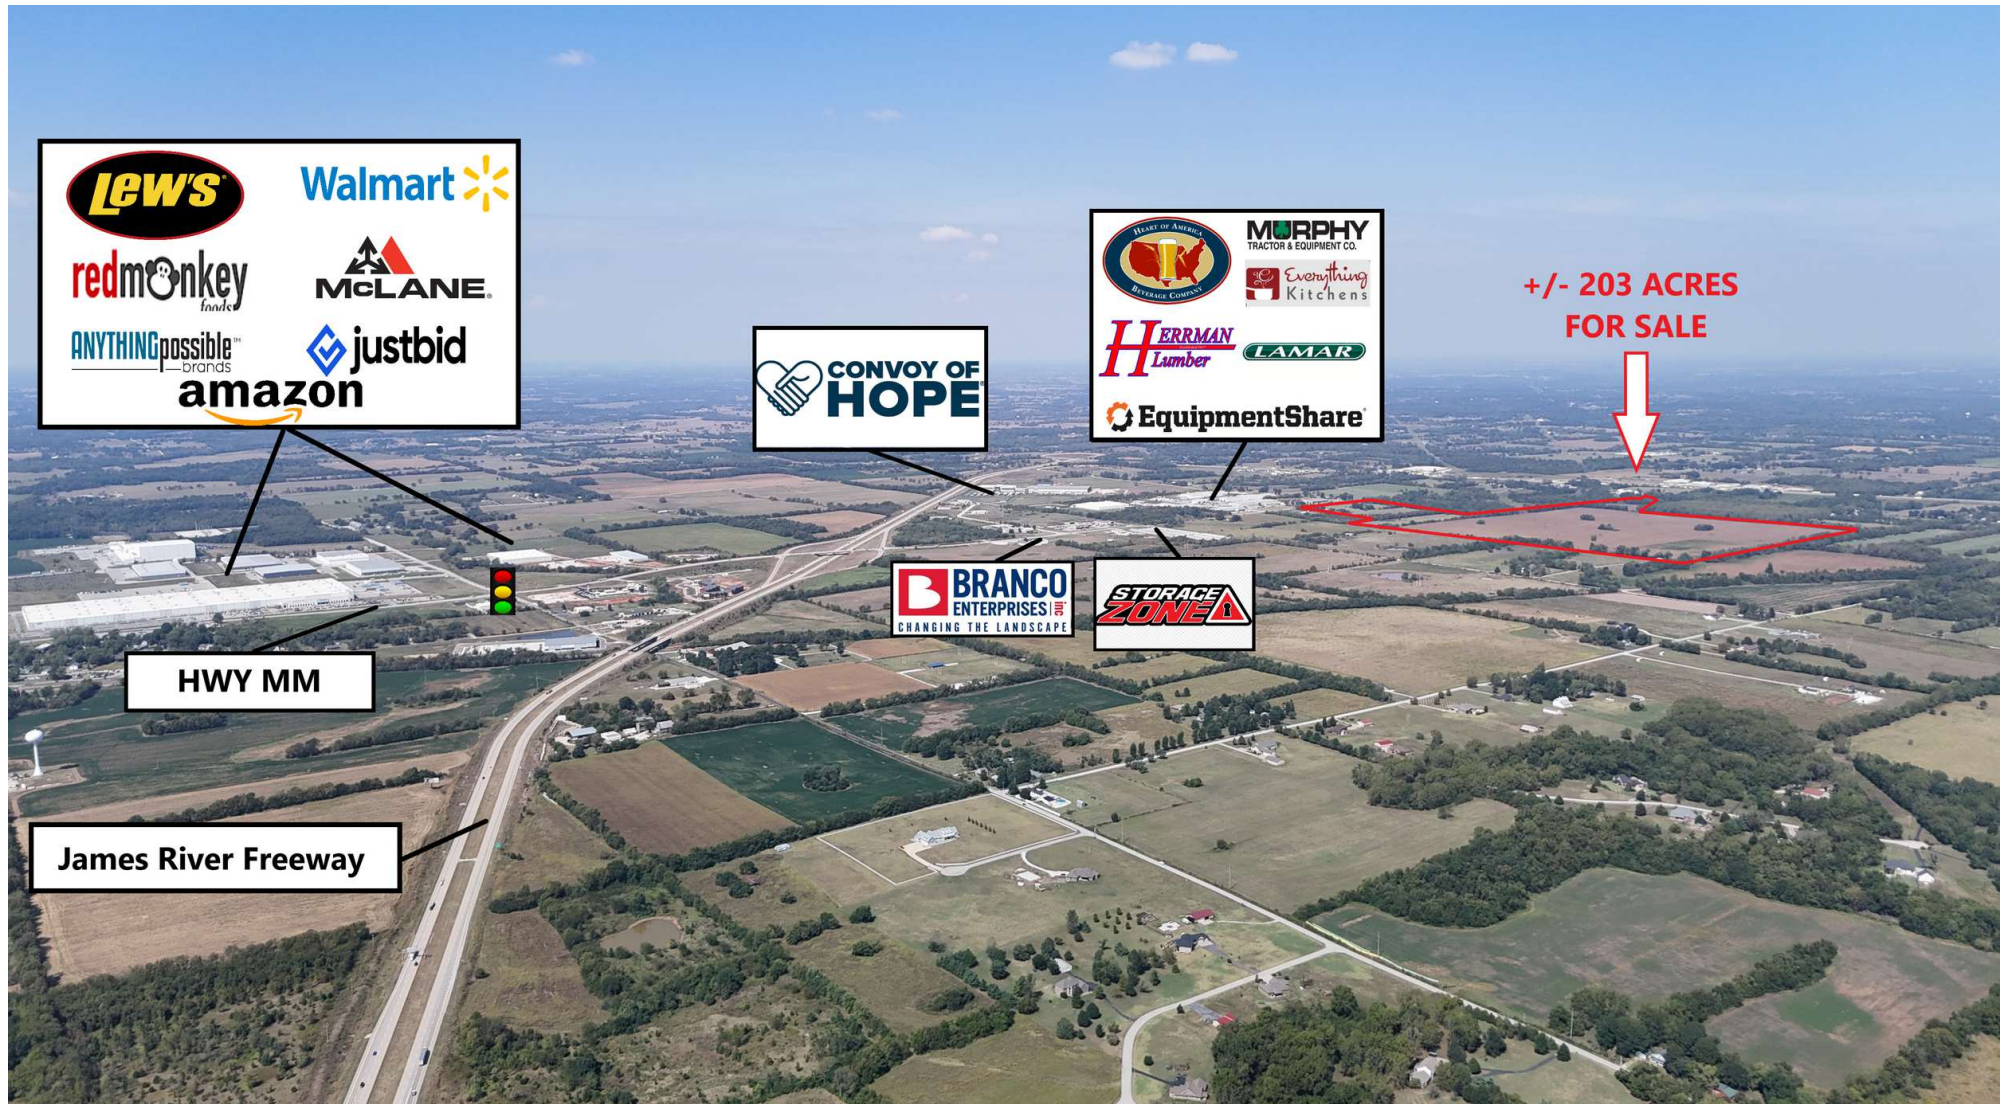 LEW'S
Walmart
redmonkey
foods
McLANE®
ANYTHINGpossible™
brands
justbid
amazon
CONVOY OF
HOPE®
HEART OF AMERICA
BEVERAGE COMPANY
MURPHY
TRACTOR & EQUIPMENT CO.
Everything
Kitchens
HERRMAN
Lumber
LAMAR
EquipmentShare
+/- 203 ACRES
FOR SALE
BRANCO
ENTERPRISES inc
CHANGING THE LANDSCAPE
STORAGE
ZONE
HWY MM
James River Freeway